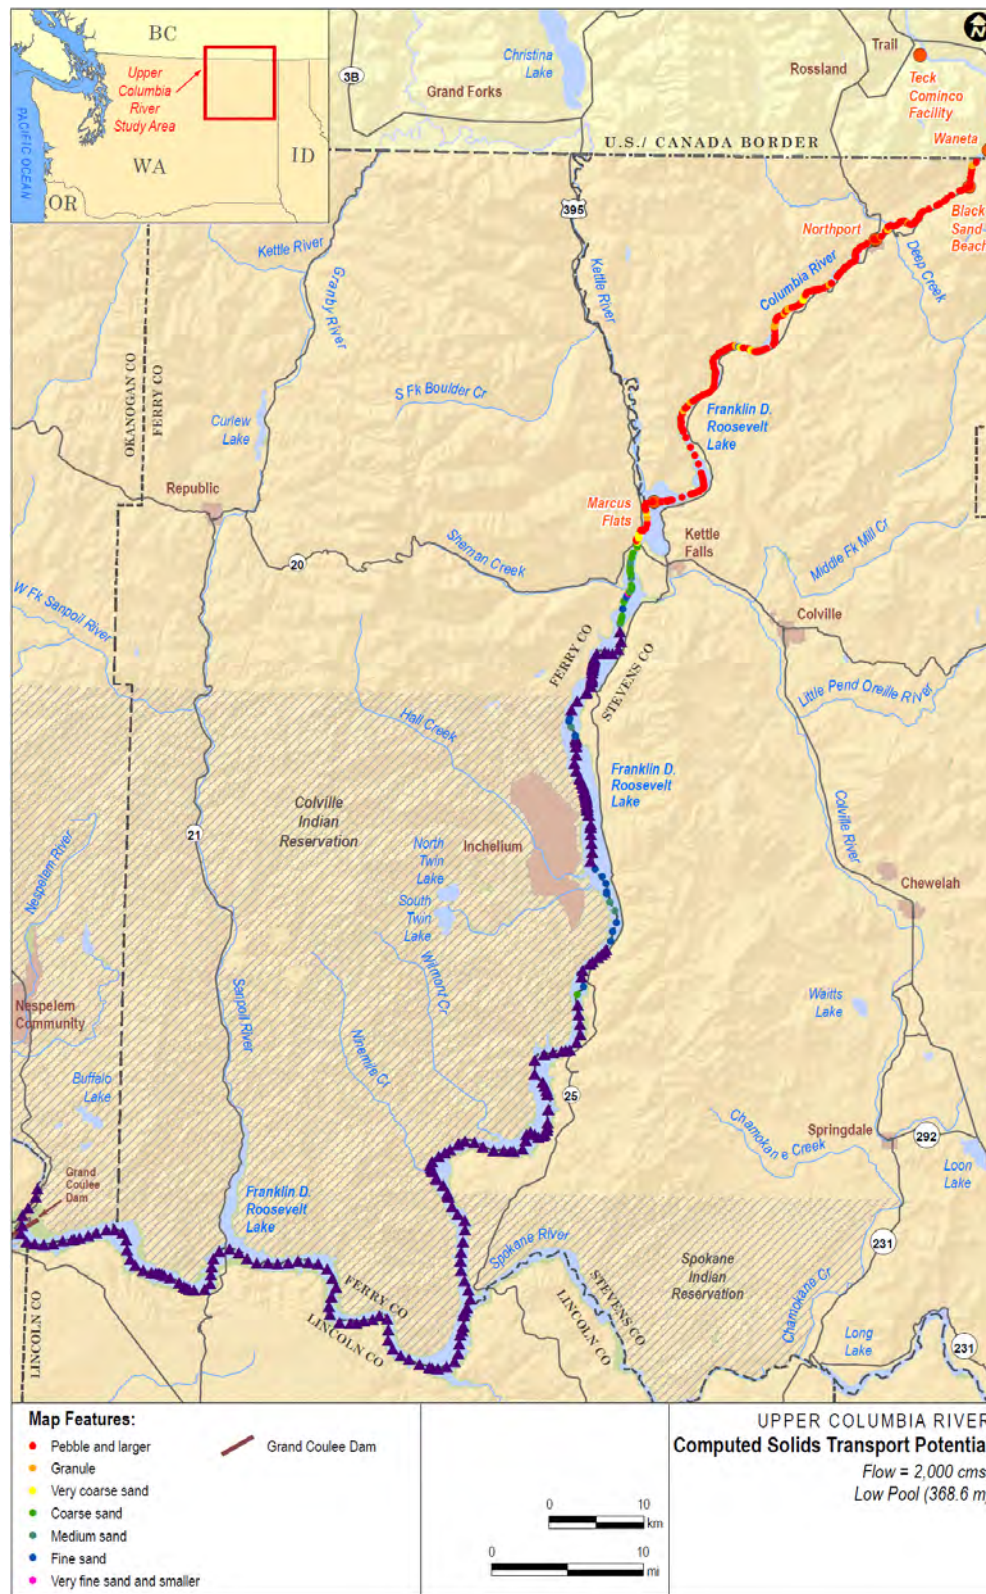 BC
Upper
Columbia
River
Study Area
PACIFIC OCEAN
WA
ID
OR
3B
Grand Forks
Christina
Lake
Rossland
Trail
N
Teck
Cominco
Facility
Waneta
U.S./ CANADA BORDER
395
Kettle River
Granby River
Kettle River
Northport
Black
Sand
Beach
Columbia River
Deep Creek
OKANOGAN CO
FERRY CO
S Fk Boulder Cr
Curlew
Lake
Franklin D.
Roosevelt
Lake
Republic
Marcus
Flats
Kettle
Falls
Middle Fk Mill Cr
20
Sherman Creek
W Fk Sanpoil River
Colville
FERRY CO
STEVENS CO
Little Pend Oreille River
Hall Creek
Franklin D.
Roosevelt
Lake
Colville
Indian
Reservation
21
North
Twin
Lake
Inchelium
Colville River
Nespelem River
South
Twin
Lake
Chewelah
Wilmont Cr
Nespelem
Community
Sanpoil River
Waitts
Lake
Ninemile Cr
Buffalo
Lake
25
Chamokane Creek
Springdale
292
Loon
Lake
Grand
Coulee
Dam
Franklin D.
Roosevelt
Lake
Spokane River
231
Spokane
Indian
Reservation
FERRY CO
LINCOLN CO
STEVENS CO
LINCOLN CO
Chamokane Cr
LINCOLN CO
Long
Lake
231
Map Features:
Pebble and larger
Granule
Very coarse sand
Coarse sand
Medium sand
Fine sand
Very fine sand and smaller
Grand Coulee Dam
0 10
km
0 10
mi
UPPER COLUMBIA RIVER
Computed Solids Transport Potential
Flow = 2,000 cms
Low Pool (368.6 m)